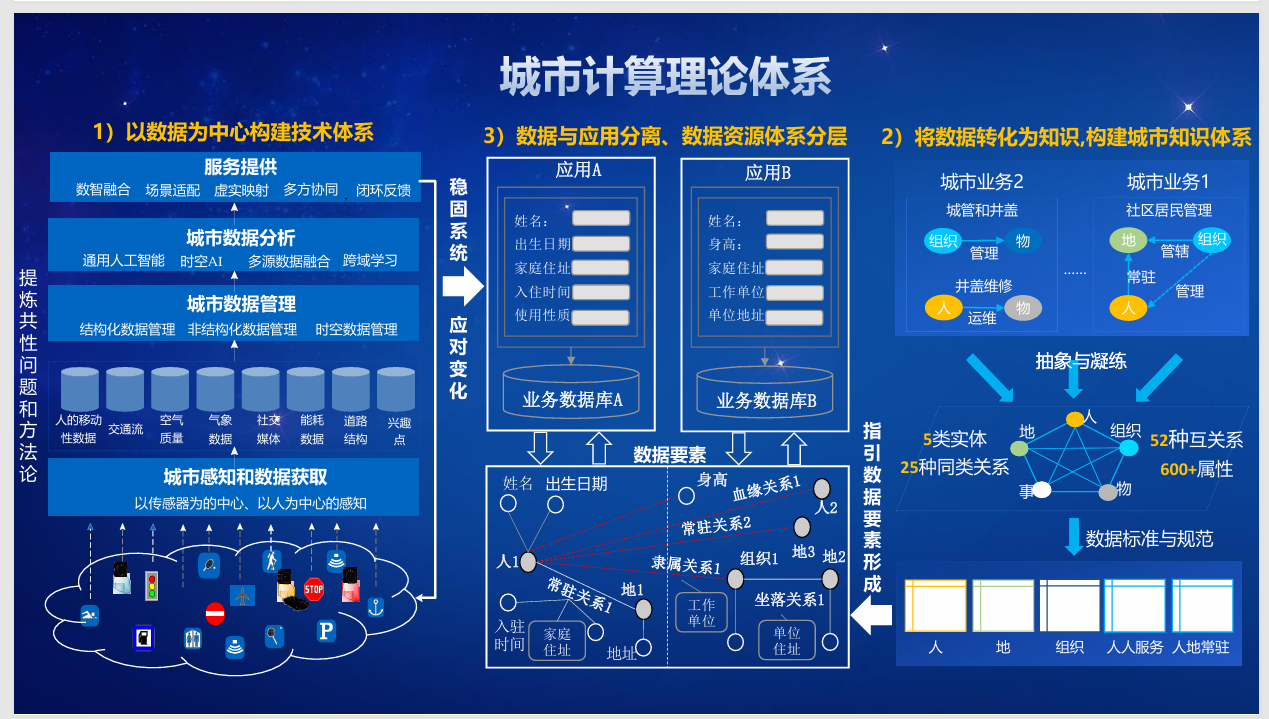 城市计算理论体系
1）以数据为中心构建技术体系
服务提供
数智融合 场景适配 虚实映射 多方协同 闭环反馈
城市数据分析
通用人工智能 时空AI 多源数据融合 跨域学习
城市数据管理
结构化数据管理 非结构化数据管理 时空数据管理
人的移动
性数据
交通流
空气
质量
气象
数据
社交
媒体
能耗
数据
道路
结构
兴趣
点
城市感知和数据获取
以传感器为的中心、以人为中心的感知
STOP
P
提炼共性问题和方法论
稳固系统
应对变化
3）数据与应用分离、数据资源体系分层
应用A
姓名：
出生日期
家庭住址
入住时间
使用性质
业务数据库A
应用B
姓名：
身高：
家庭住址
工作单位
单位地址
业务数据库B
数据要素
姓名 出生日期
人1
常驻关系1
地1
入驻
时间
家庭
住址
地址
身高
血缘关系1
人2
常驻关系2
地3
地2
隶属关系1
组织1
工作
单位
坐落关系1
单位
住址
指引数据要素形成
2）将数据转化为知识,构建城市知识体系
城市业务2
城管和井盖
组织
管理
物
井盖维修
人
运维
物
......
城市业务1
社区居民管理
地
管辖
组织
常驻
管理
人
抽象与凝练
5类实体
25种同类关系
人
地
组织
事
物
52种互关系
600+属性
数据标准与规范
人 地 组织 人人服务 人地常驻